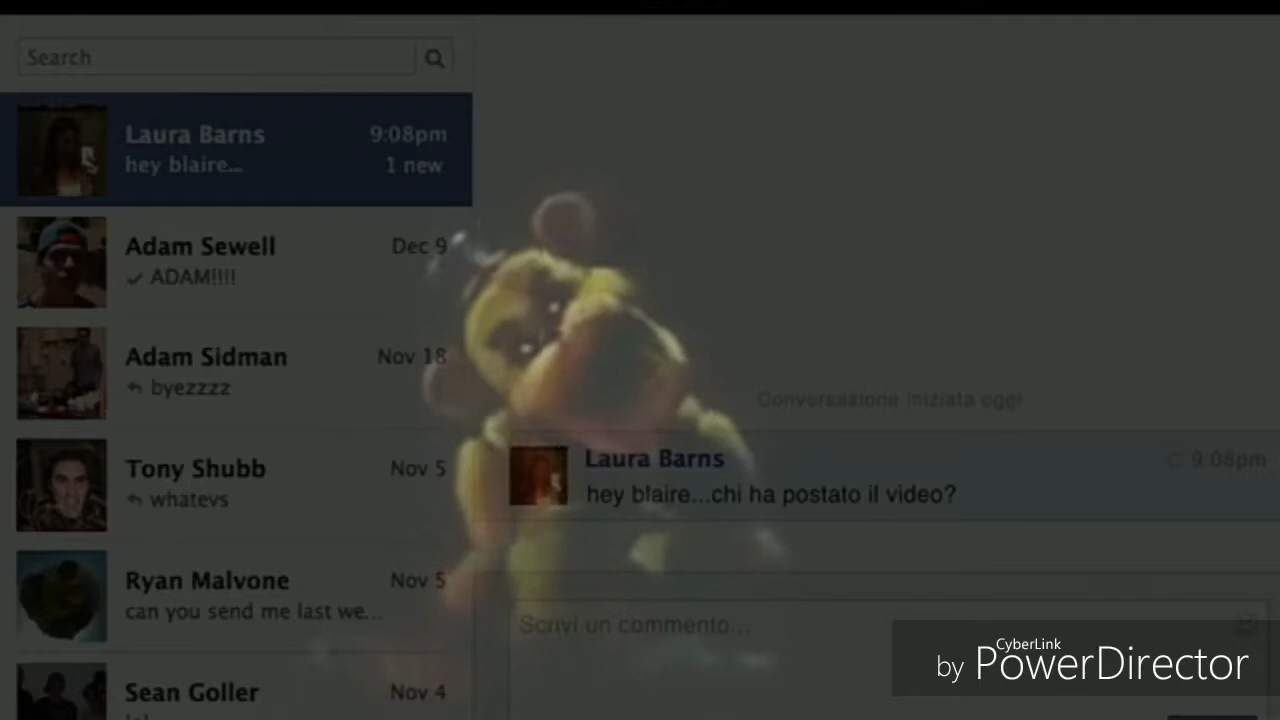 Search
Laura Barns 9:08pm
hey blaire... 1 new
Adam Sewell Dec 9
ADAM!!!!
Adam Sidman Nov 18
byezzzz
Tony Shubb Nov 5
whatevs
Ryan Malvone Nov 5
can you send me last we...
Sean Goller Nov 4
Conversazione iniziata oggi
Laura Barns 9:08pm
hey blaire...chi ha postato il video?
Scrivi un commento...
CyberLink
by PowerDirector